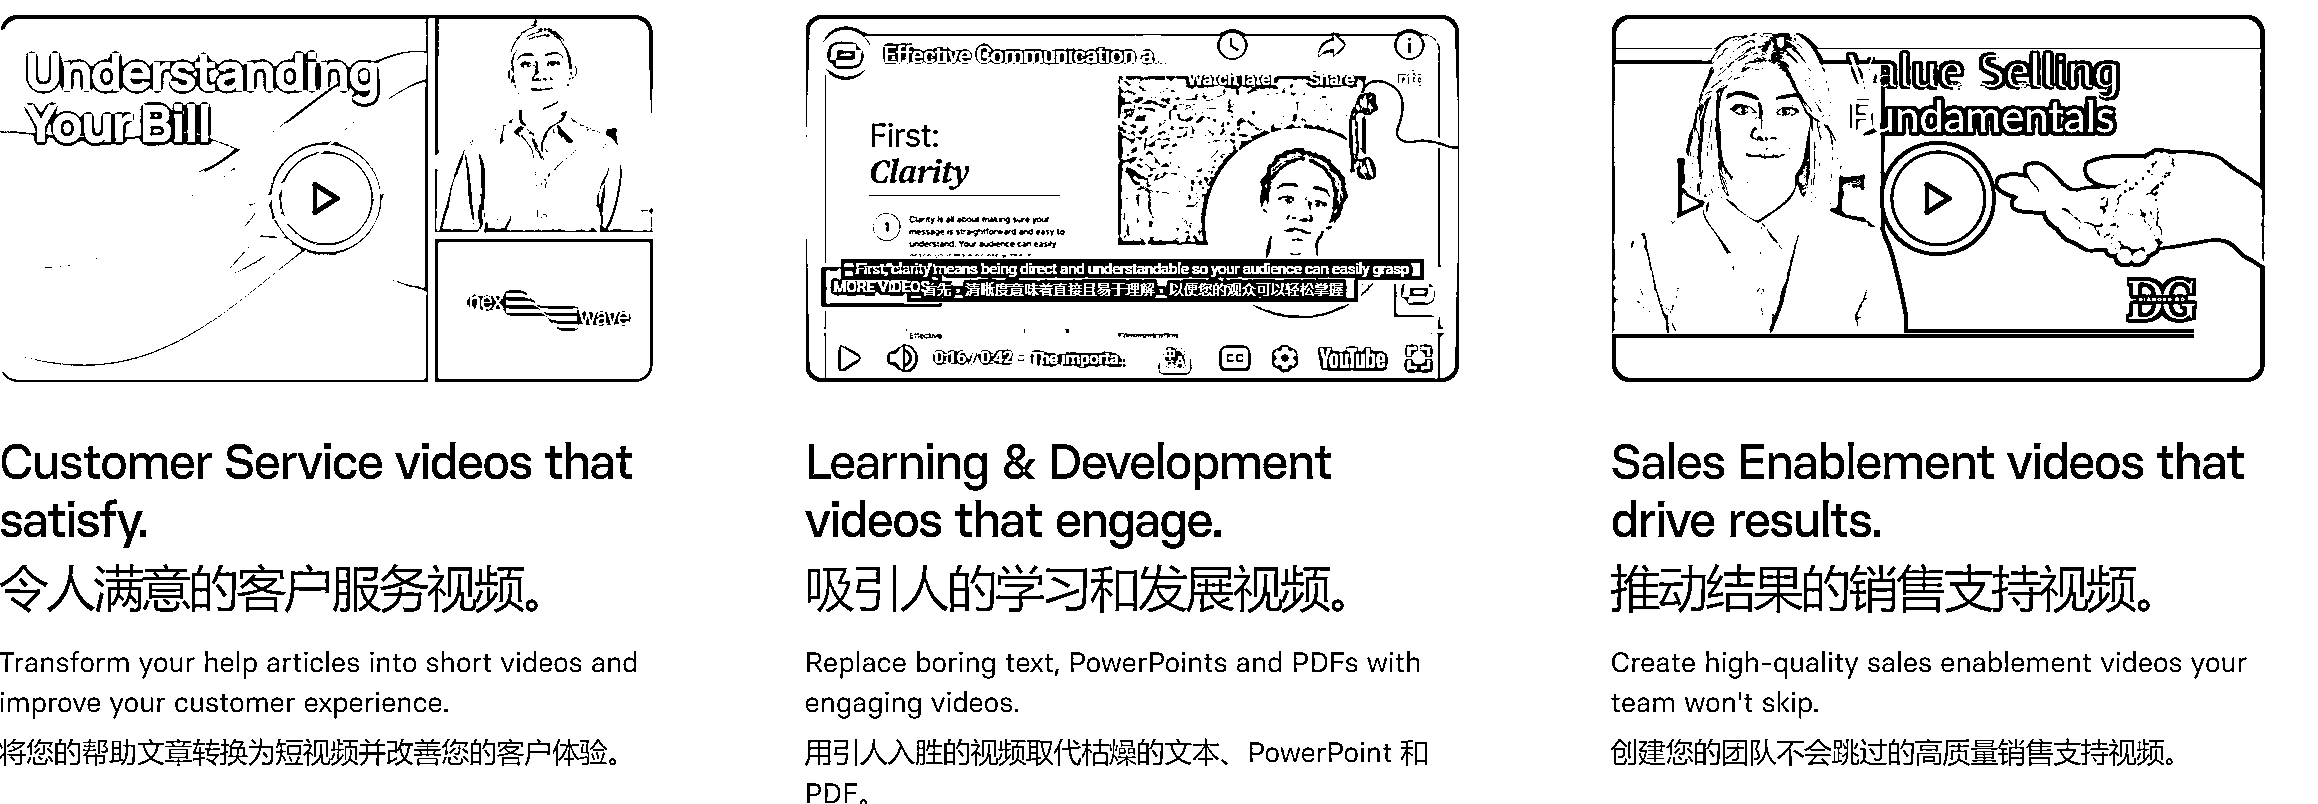 Understanding
Your Bill
nex wave
Effective Communication a...
Watch later
Share
First:
Clarity
1
Clarity is all about making sure your
message is straightforward and easy to
understand. Your audience can easily
First, clarity means being direct and understandable so your audience can easily grasp
MORE VIDEOS
首先，清晰度意味着直接且易于理解，以便您的观众可以轻松掌握
Effective
0:16 / 0:42 • The importa...
CC
YouTube
Value Selling
Fundamentals
DG
Customer Service videos that
satisfy.
令人满意的客户服务视频。
Transform your help articles into short videos and
improve your customer experience.
将您的帮助文章转换为短视频并改善您的客户体验。
Learning & Development
videos that engage.
吸引人的学习和发展视频。
Replace boring text, PowerPoints and PDFs with
engaging videos.
用引人入胜的视频取代枯燥的文本、PowerPoint 和
PDF。
Sales Enablement videos that
drive results.
推动结果的销售支持视频。
Create high-quality sales enablement videos your
team won't skip.
创建您的团队不会跳过的高质量销售支持视频。